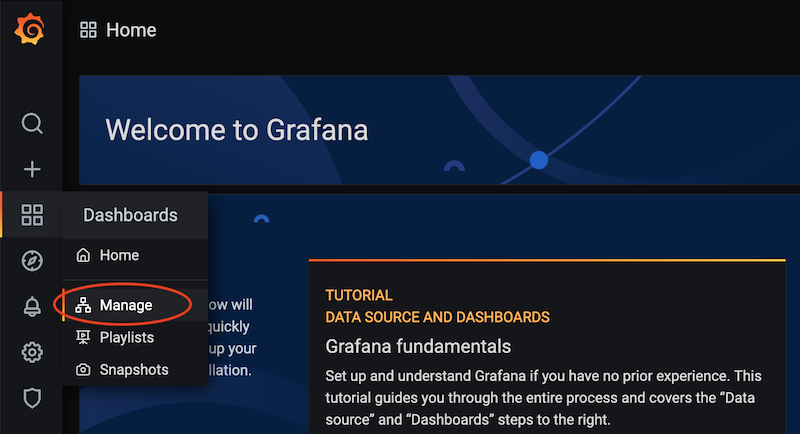 Home
Welcome to Grafana
Dashboards
Home
Manage
Playlists
Snapshots
ow will
quickly
up your
llation.
TUTORIAL
DATA SOURCE AND DASHBOARDS
Grafana fundamentals
Set up and understand Grafana if you have no prior experience. This
tutorial guides you through the entire process and covers the “Data
source” and “Dashboards” steps to the right.